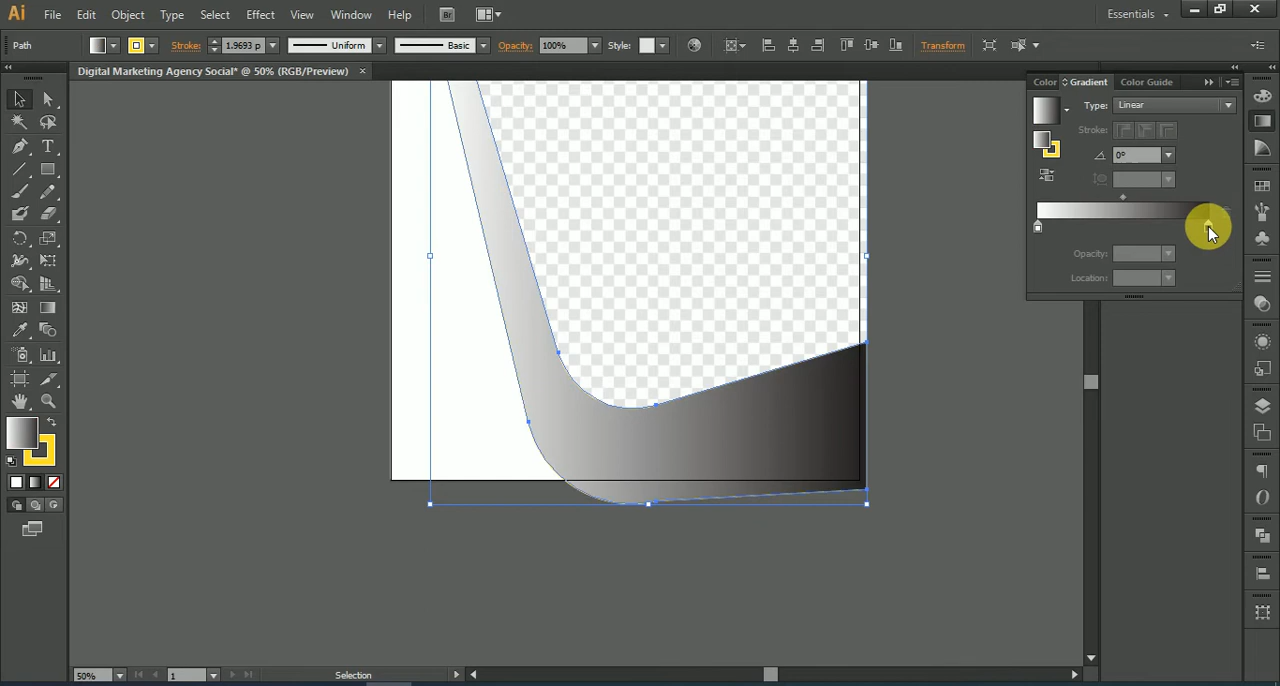 Ai File Edit Object Type Select Effect View Window Help Br Essentials
Path Stroke: 1.9693 p Uniform Basic Opacity: 100% Style: Transform
Digital Marketing Agency Social* @ 50% (RGB/Preview) ×
Color Gradient Color Guide
Type: Linear
Stroke:
0°
Opacity:
Location:
50% 1 Selection